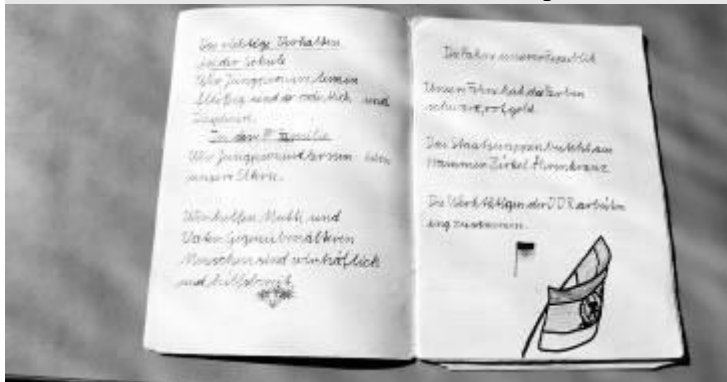 Das richtige Verhalten
in der Schule
Wir Jungpioniere lernen
fleißig sind ordentlich und
In der Familie
Wir Jungpioniere
unsere Eltern.
Wir helfen Mutti und
Vater. Gegenüber älteren
Menschen sind wir höflich
und hilfsbereit
Die Fahne unserer Republik
Unsere Fahne hat die Farben
schwarz, rot, gold.
Das Staatswappen besteht aus
Hammer Zirkel Ährenkranz
Die Werktätigen der DDR arbeiten
eng zusammen.